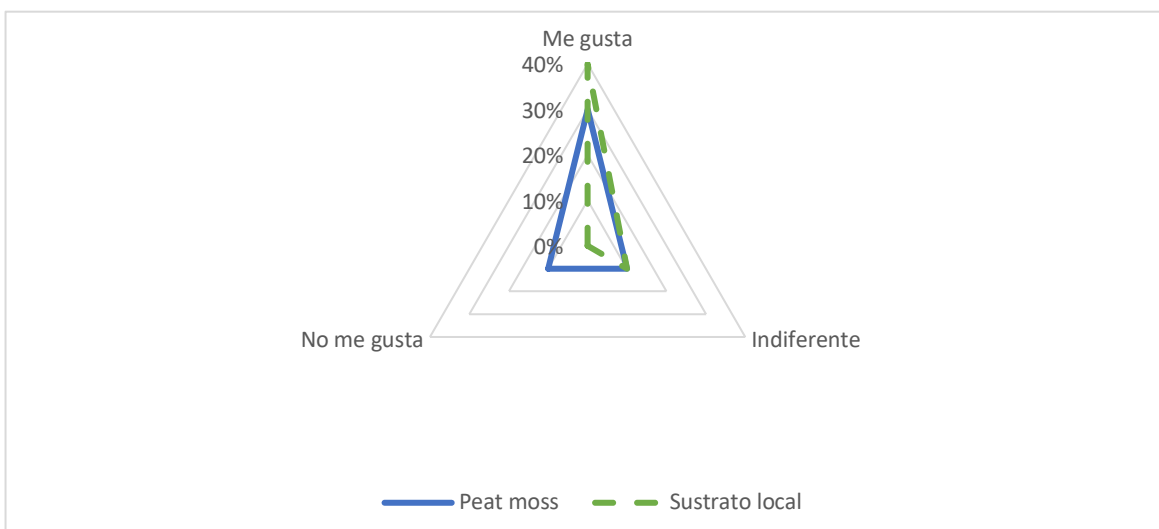 Me gusta
40%
30%
20%
10%
0%
No me gusta
Indiferente
Peat moss
Sustrato local